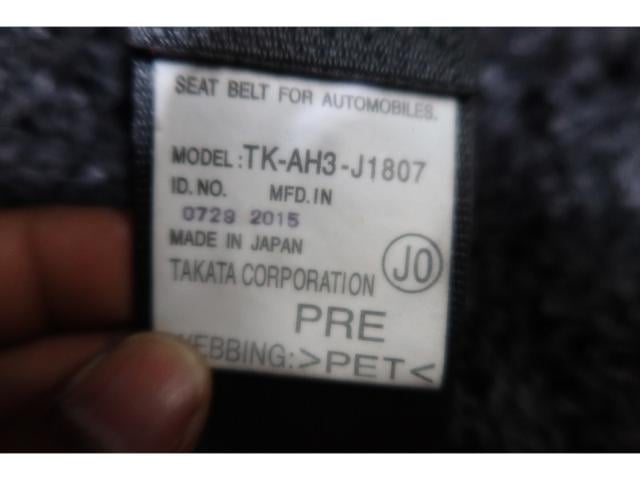 SEAT BELT FOR AUTOMOBILES.
MODEL:TK-AH3-J1807
ID.NO. MFD.IN
0729 2015
MADE IN JAPAN
TAKATA CORPORATION JO
PRE
WEBBING:>PET<